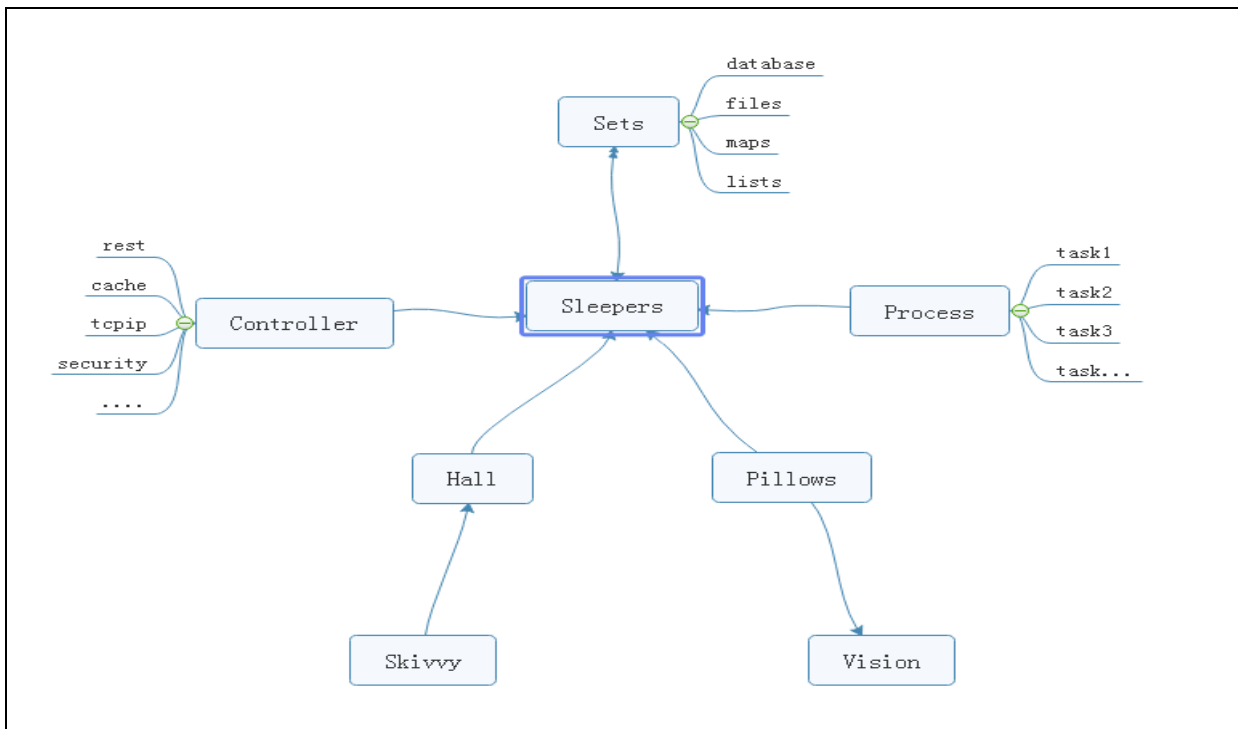 database
Sets
files
maps
lists
rest
cache
Controller
tcpip
security
....
Sleepers
Process
task1
task2
task3
task...
Hall
Pillows
Skivvy
Vision